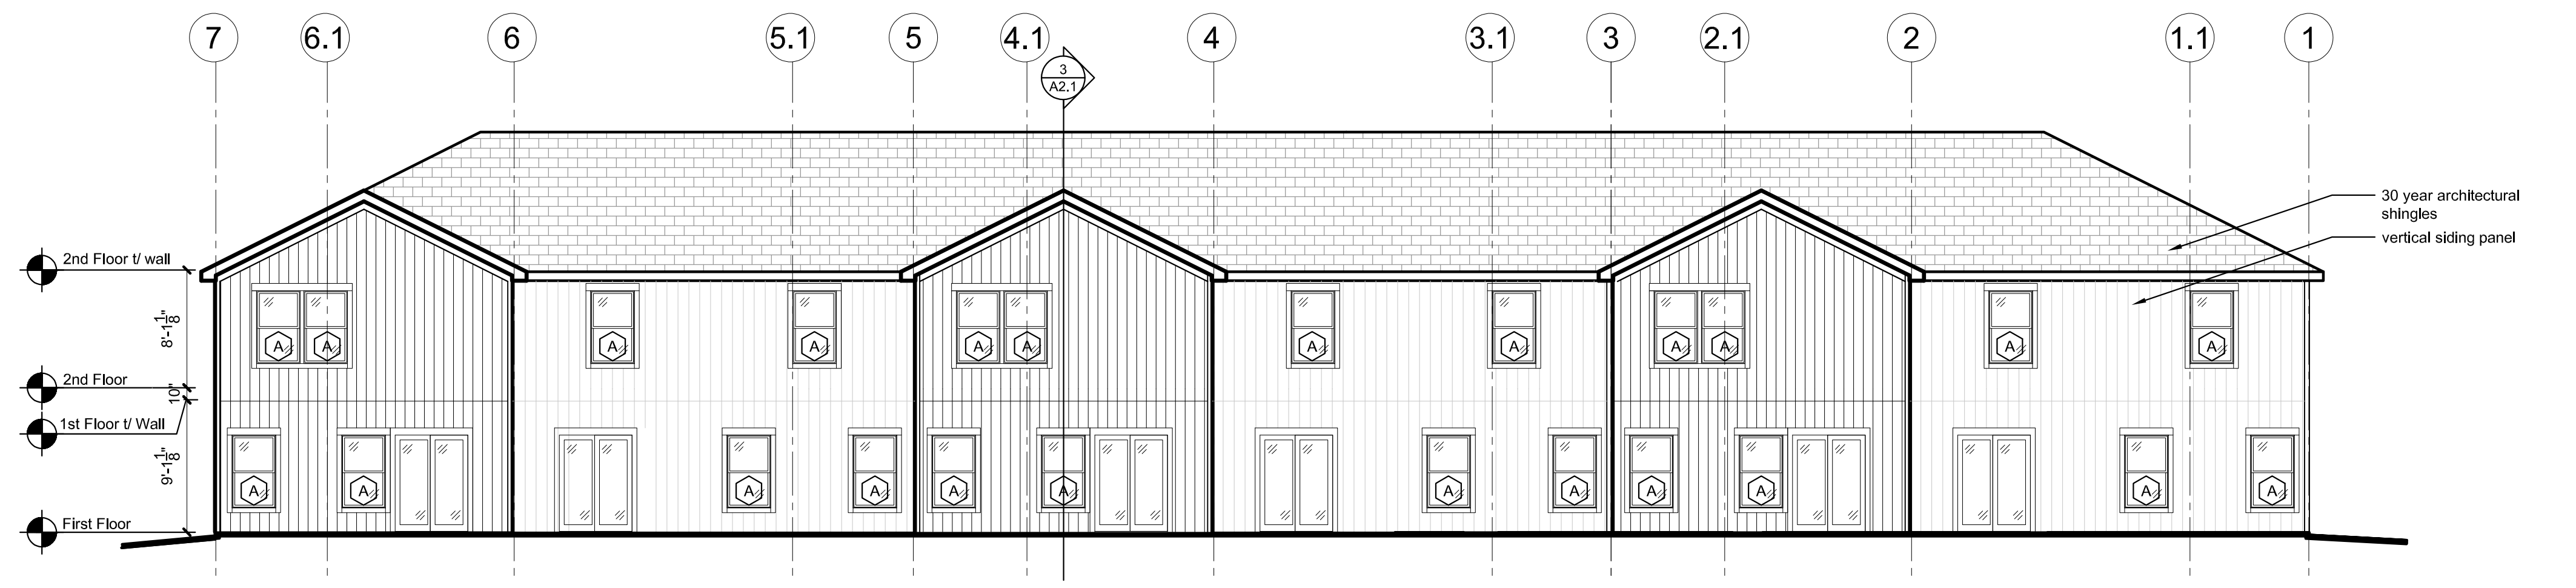 7 6.1 6 5.1 5 4.1 4 3.1 3 2.1 2 1.1 1
3
A2.1
30 year architectural
shingles
vertical siding panel
2nd Floor t/ wall
8'-1 1/8"
2nd Floor
10"
1st Floor t/ Wall
9'-1 1/8"
First Floor
A A A A A A A A A A A A
A A A A A A A A A A A A